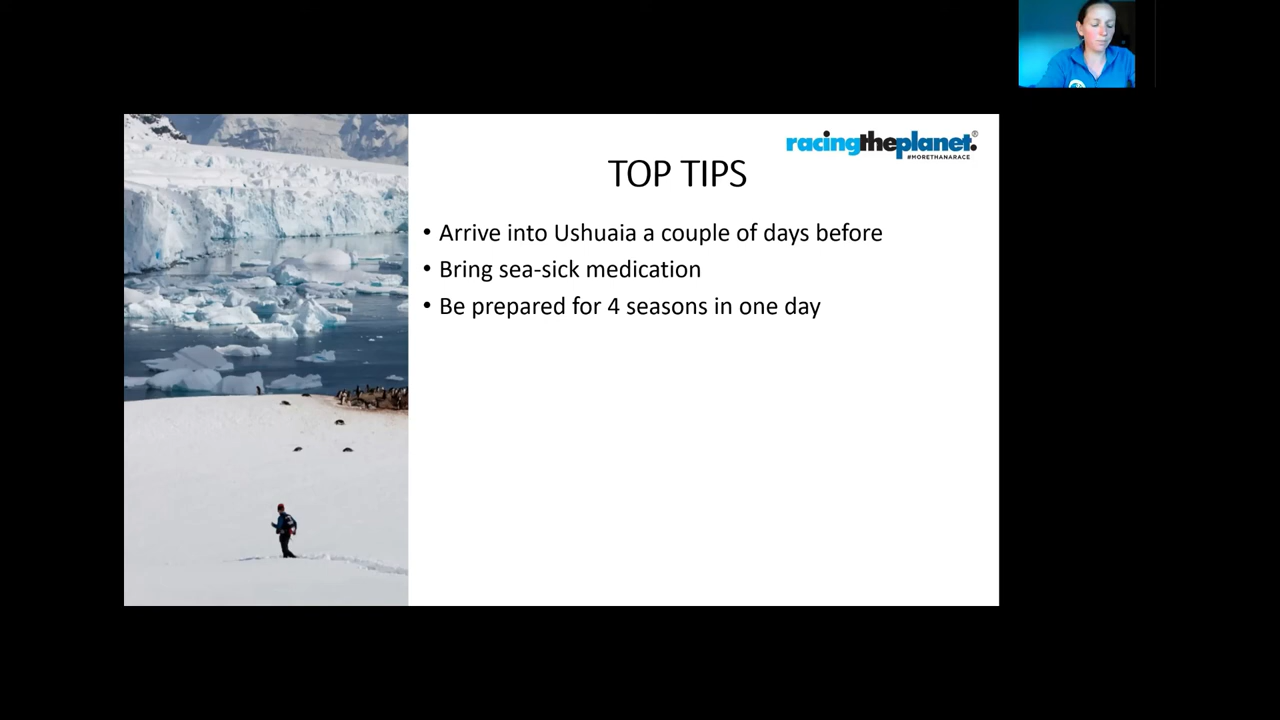 racingtheplanet.®
#MORETHANARACE
TOP TIPS
• Arrive into Ushuaia a couple of days before
• Bring sea-sick medication
• Be prepared for 4 seasons in one day